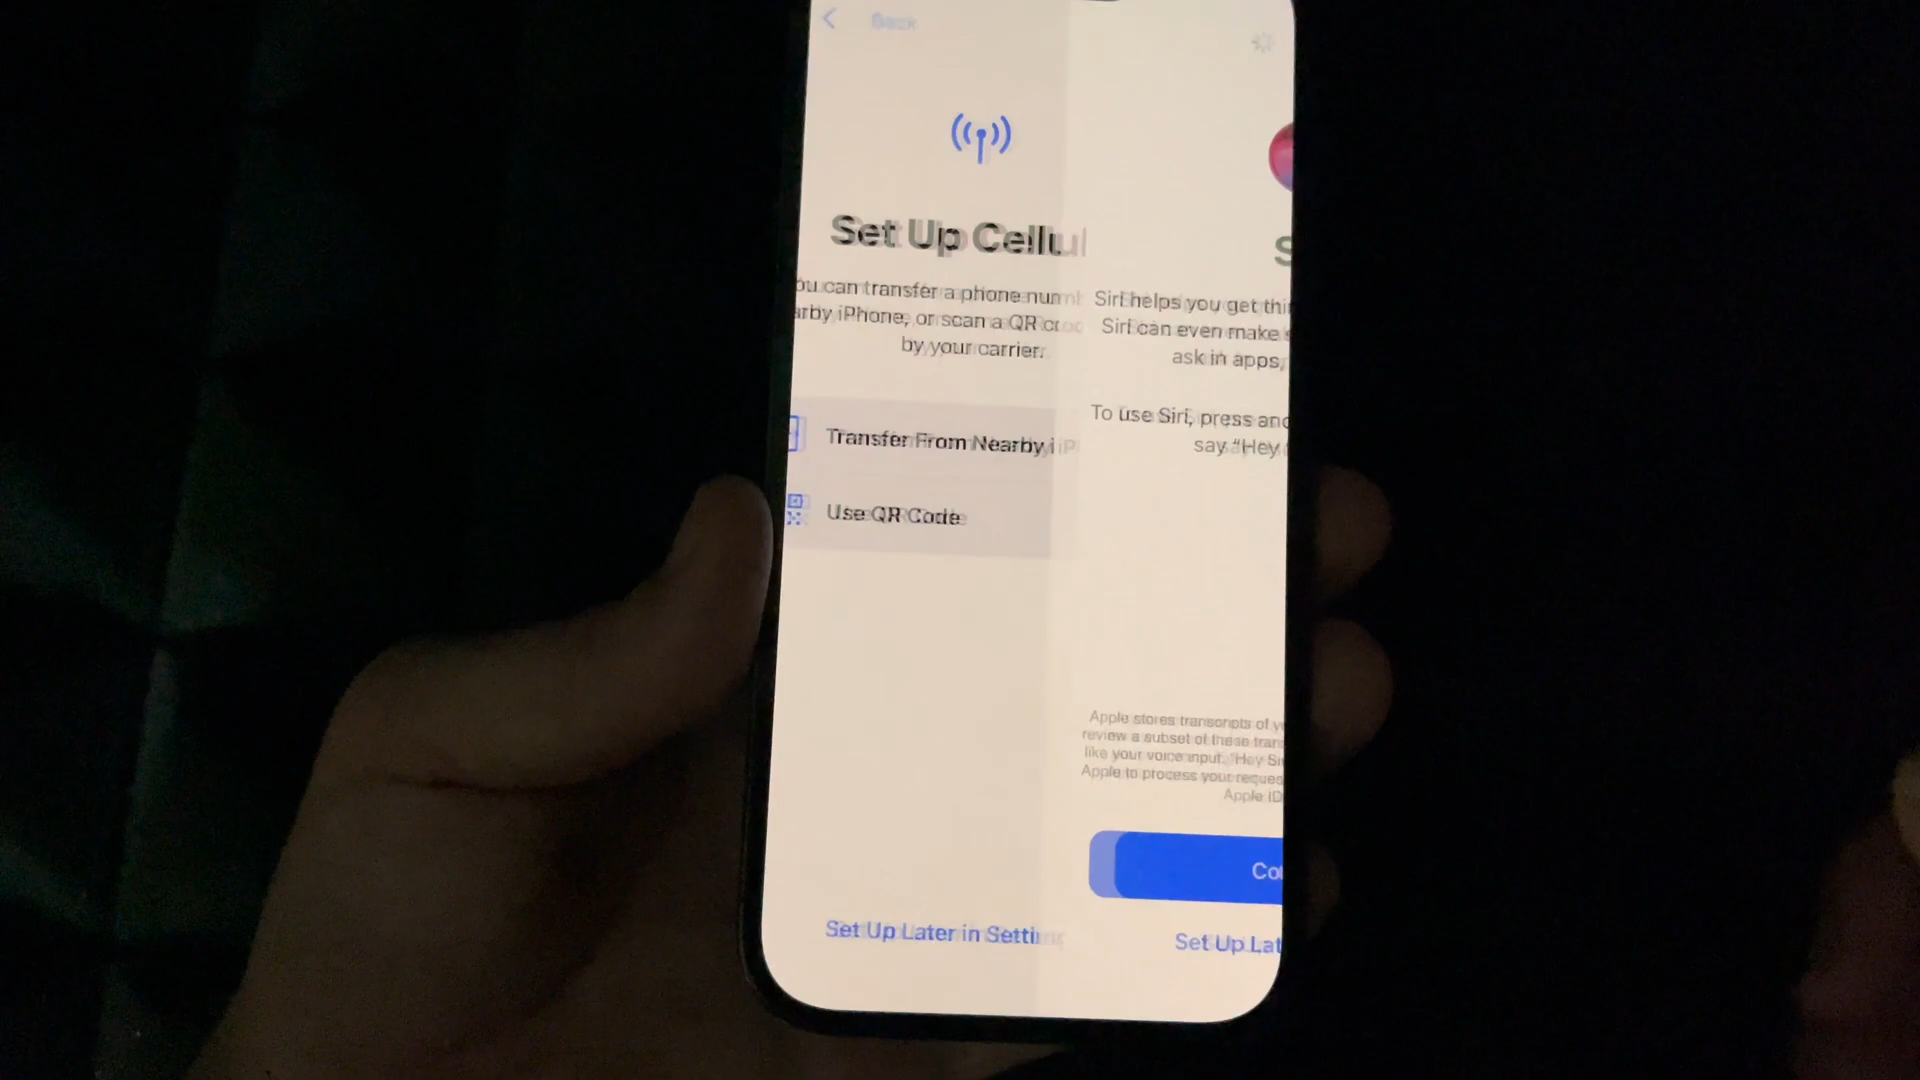 Back
Set Up Cellul
ou can transfer a phone num
arby iPhone, or scan a QR co
by your carrier.
Transfer From Nearby iP
Use QR Code
Set Up Later in Settin
S
Siri helps you get thi
Siri can even make s
ask in apps,
To use Siri, press and
say “Hey
Apple stores transcripts of y
review a subset of these tran
like your voice input, “Hey Siri
Apple to process your reques
Apple ID
Co
Set Up Lat